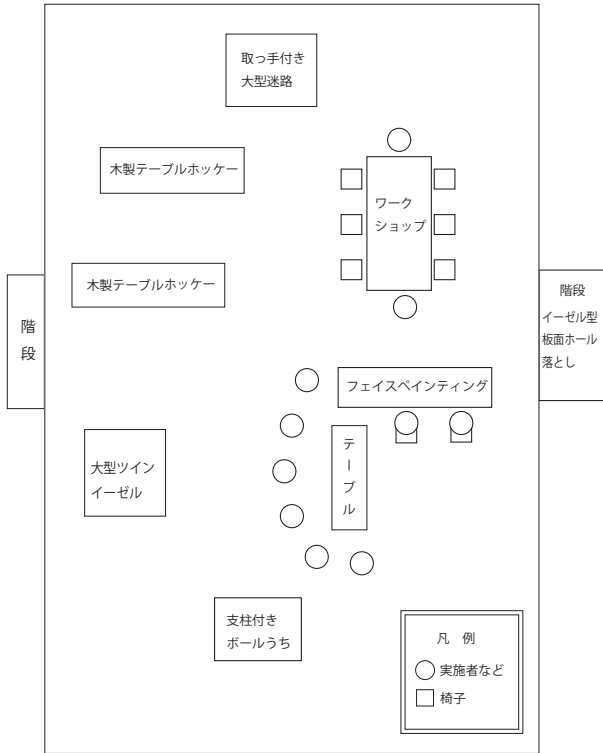 取っ手付き
大型迷路
木製テーブルホッケー
ワーク
ショップ
木製テーブルホッケー
階段
階段
イーゼル型
板面ホール
落とし
フェイスペインティング
テーブル
大型ツイン
イーゼル
支柱付き
ボールうち
凡　例
実施者など
椅子